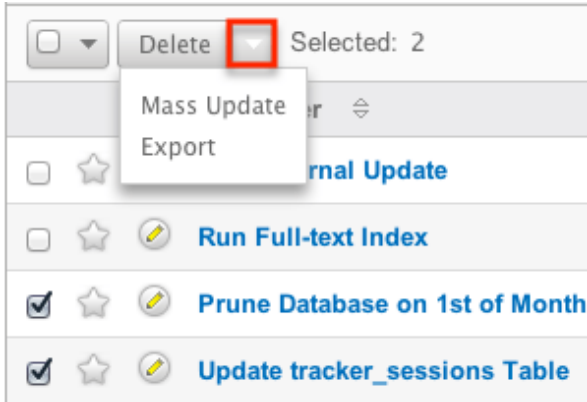 Delete Selected: 2
Mass Update
er
Export
rnal Update
Run Full-text Index
Prune Database on 1st of Month
Update tracker_sessions Table